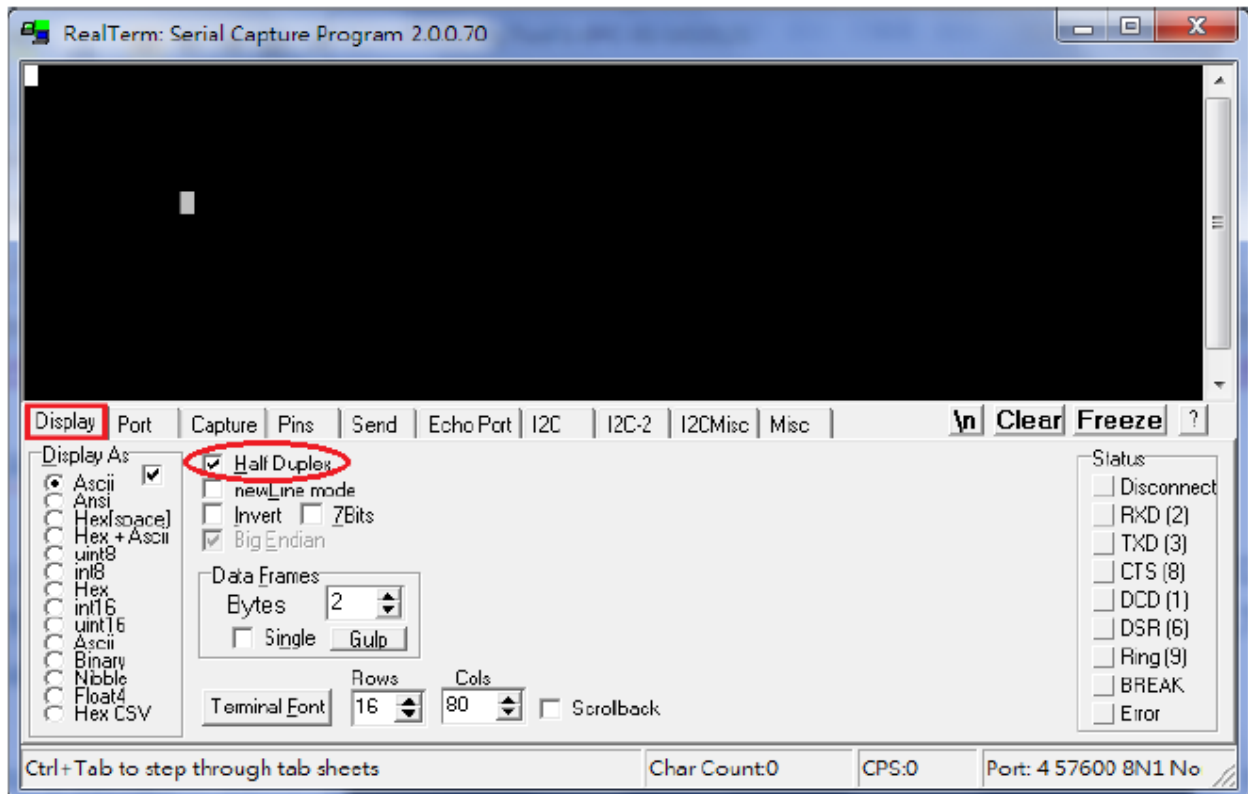 RealTerm: Serial Capture Program 2.0.0.70
Display Port Capture Pins Send Echo Port I2C I2C-2 I2CMisc Misc \n Clear Freeze ?
Display As
Ascii
Ansi
Hex[space]
Hex + Ascii
uint8
int8
Hex
int16
uint16
Ascii
Binary
Nibble
Float4
Hex CSV
Half Duplex
newLine mode
Invert 7Bits
Big Endian
Data Frames
Bytes 2
Single Gulp
Rows Cols
Terminal Font 16 80 Scrollback
Status
Disconnect
RXD (2)
TXD (3)
CTS (8)
DCD (1)
DSR (6)
Ring (9)
BREAK
Error
Ctrl+Tab to step through tab sheets Char Count:0 CPS:0 Port: 4 57600 8N1 No